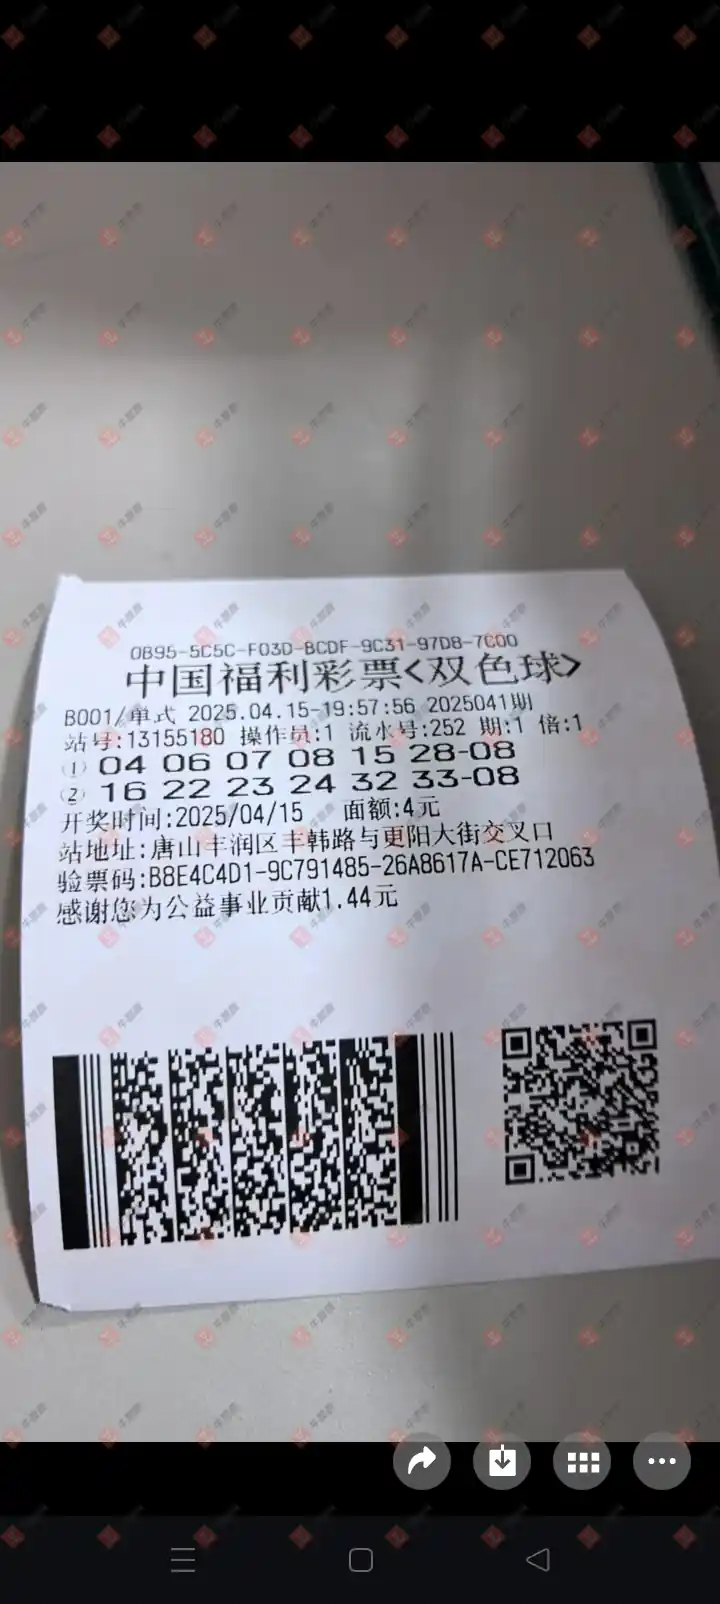 0B95-5C5C-F03D-BCDF-9C31-97D8-7C00
中国福利彩票<双色球>
B001/单式 2025.04.15-19:57:56 2025041期
站号:13155180 操作员:1 流水号:252 期:1 倍:1
① 04 06 07 08 15 28-08
② 16 22 23 24 32 33-08
开奖时间:2025/04/15 面额:4元
站地址:唐山丰润区丰韩路与更阳大街交叉口
验票码:B8E4C4D1-9C791485-26A8617A-CE712063
感谢您为公益事业贡献1.44元